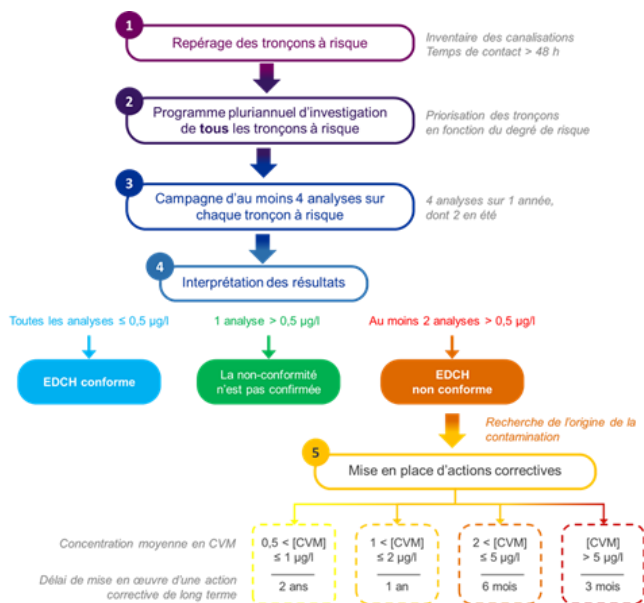 1
Repérage des tronçons à risque
Inventaire des canalisations
Temps de contact > 48 h
2
Programme pluriannuel d'investigation
de tous les tronçons à risque
Priorisation des tronçons
en fonction du degré de risque
3
Campagne d'au moins 4 analyses sur
chaque tronçon à risque
4 analyses sur 1 année,
dont 2 en été
4
Interprétation des résultats
Toutes les analyses ≤ 0,5 µg/l
1 analyse > 0,5 µg/l
Au moins 2 analyses > 0,5 µg/l
EDCH conforme
La non-conformité
n'est pas confirmée
EDCH
non conforme
Recherche de l'origine de la
contamination
5
Mise en place d'actions correctives
Concentration moyenne en CVM
0,5 < [CVM]
≤ 1 µg/l
1 < [CVM]
≤ 2 µg/l
2 < [CVM]
≤ 5 µg/l
[CVM]
> 5 µg/l
Délai de mise en œuvre d'une action
corrective de long terme
2 ans
1 an
6 mois
3 mois